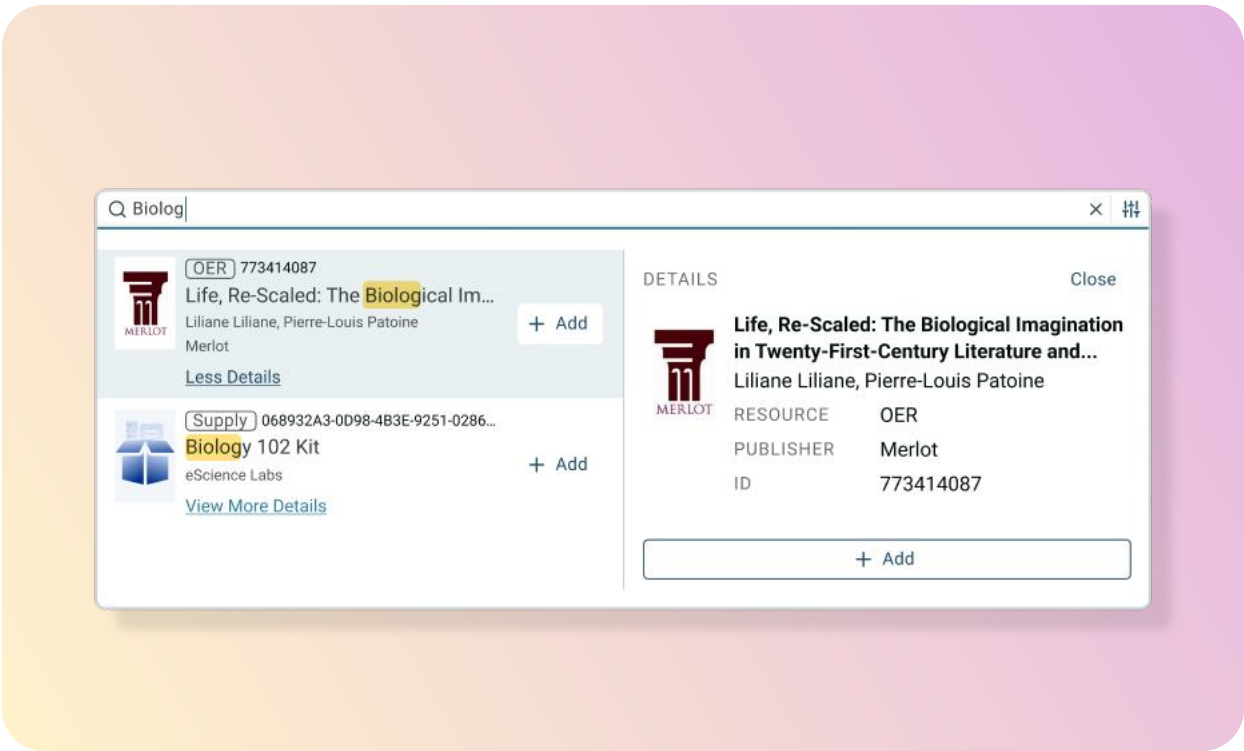 Biolog
OER 773414087
Life, Re-Scaled: The Biological Im...
Liliane Liliane, Pierre-Louis Patoine
Merlot
Less Details
+ Add
MERLOT
Supply 068932A3-0D98-4B3E-9251-0286...
Biology 102 Kit
eScience Labs
View More Details
+ Add
DETAILS
Close
MERLOT
Life, Re-Scaled: The Biological Imagination
in Twenty-First-Century Literature and...
Liliane Liliane, Pierre-Louis Patoine
RESOURCE OER
PUBLISHER Merlot
ID 773414087
+ Add